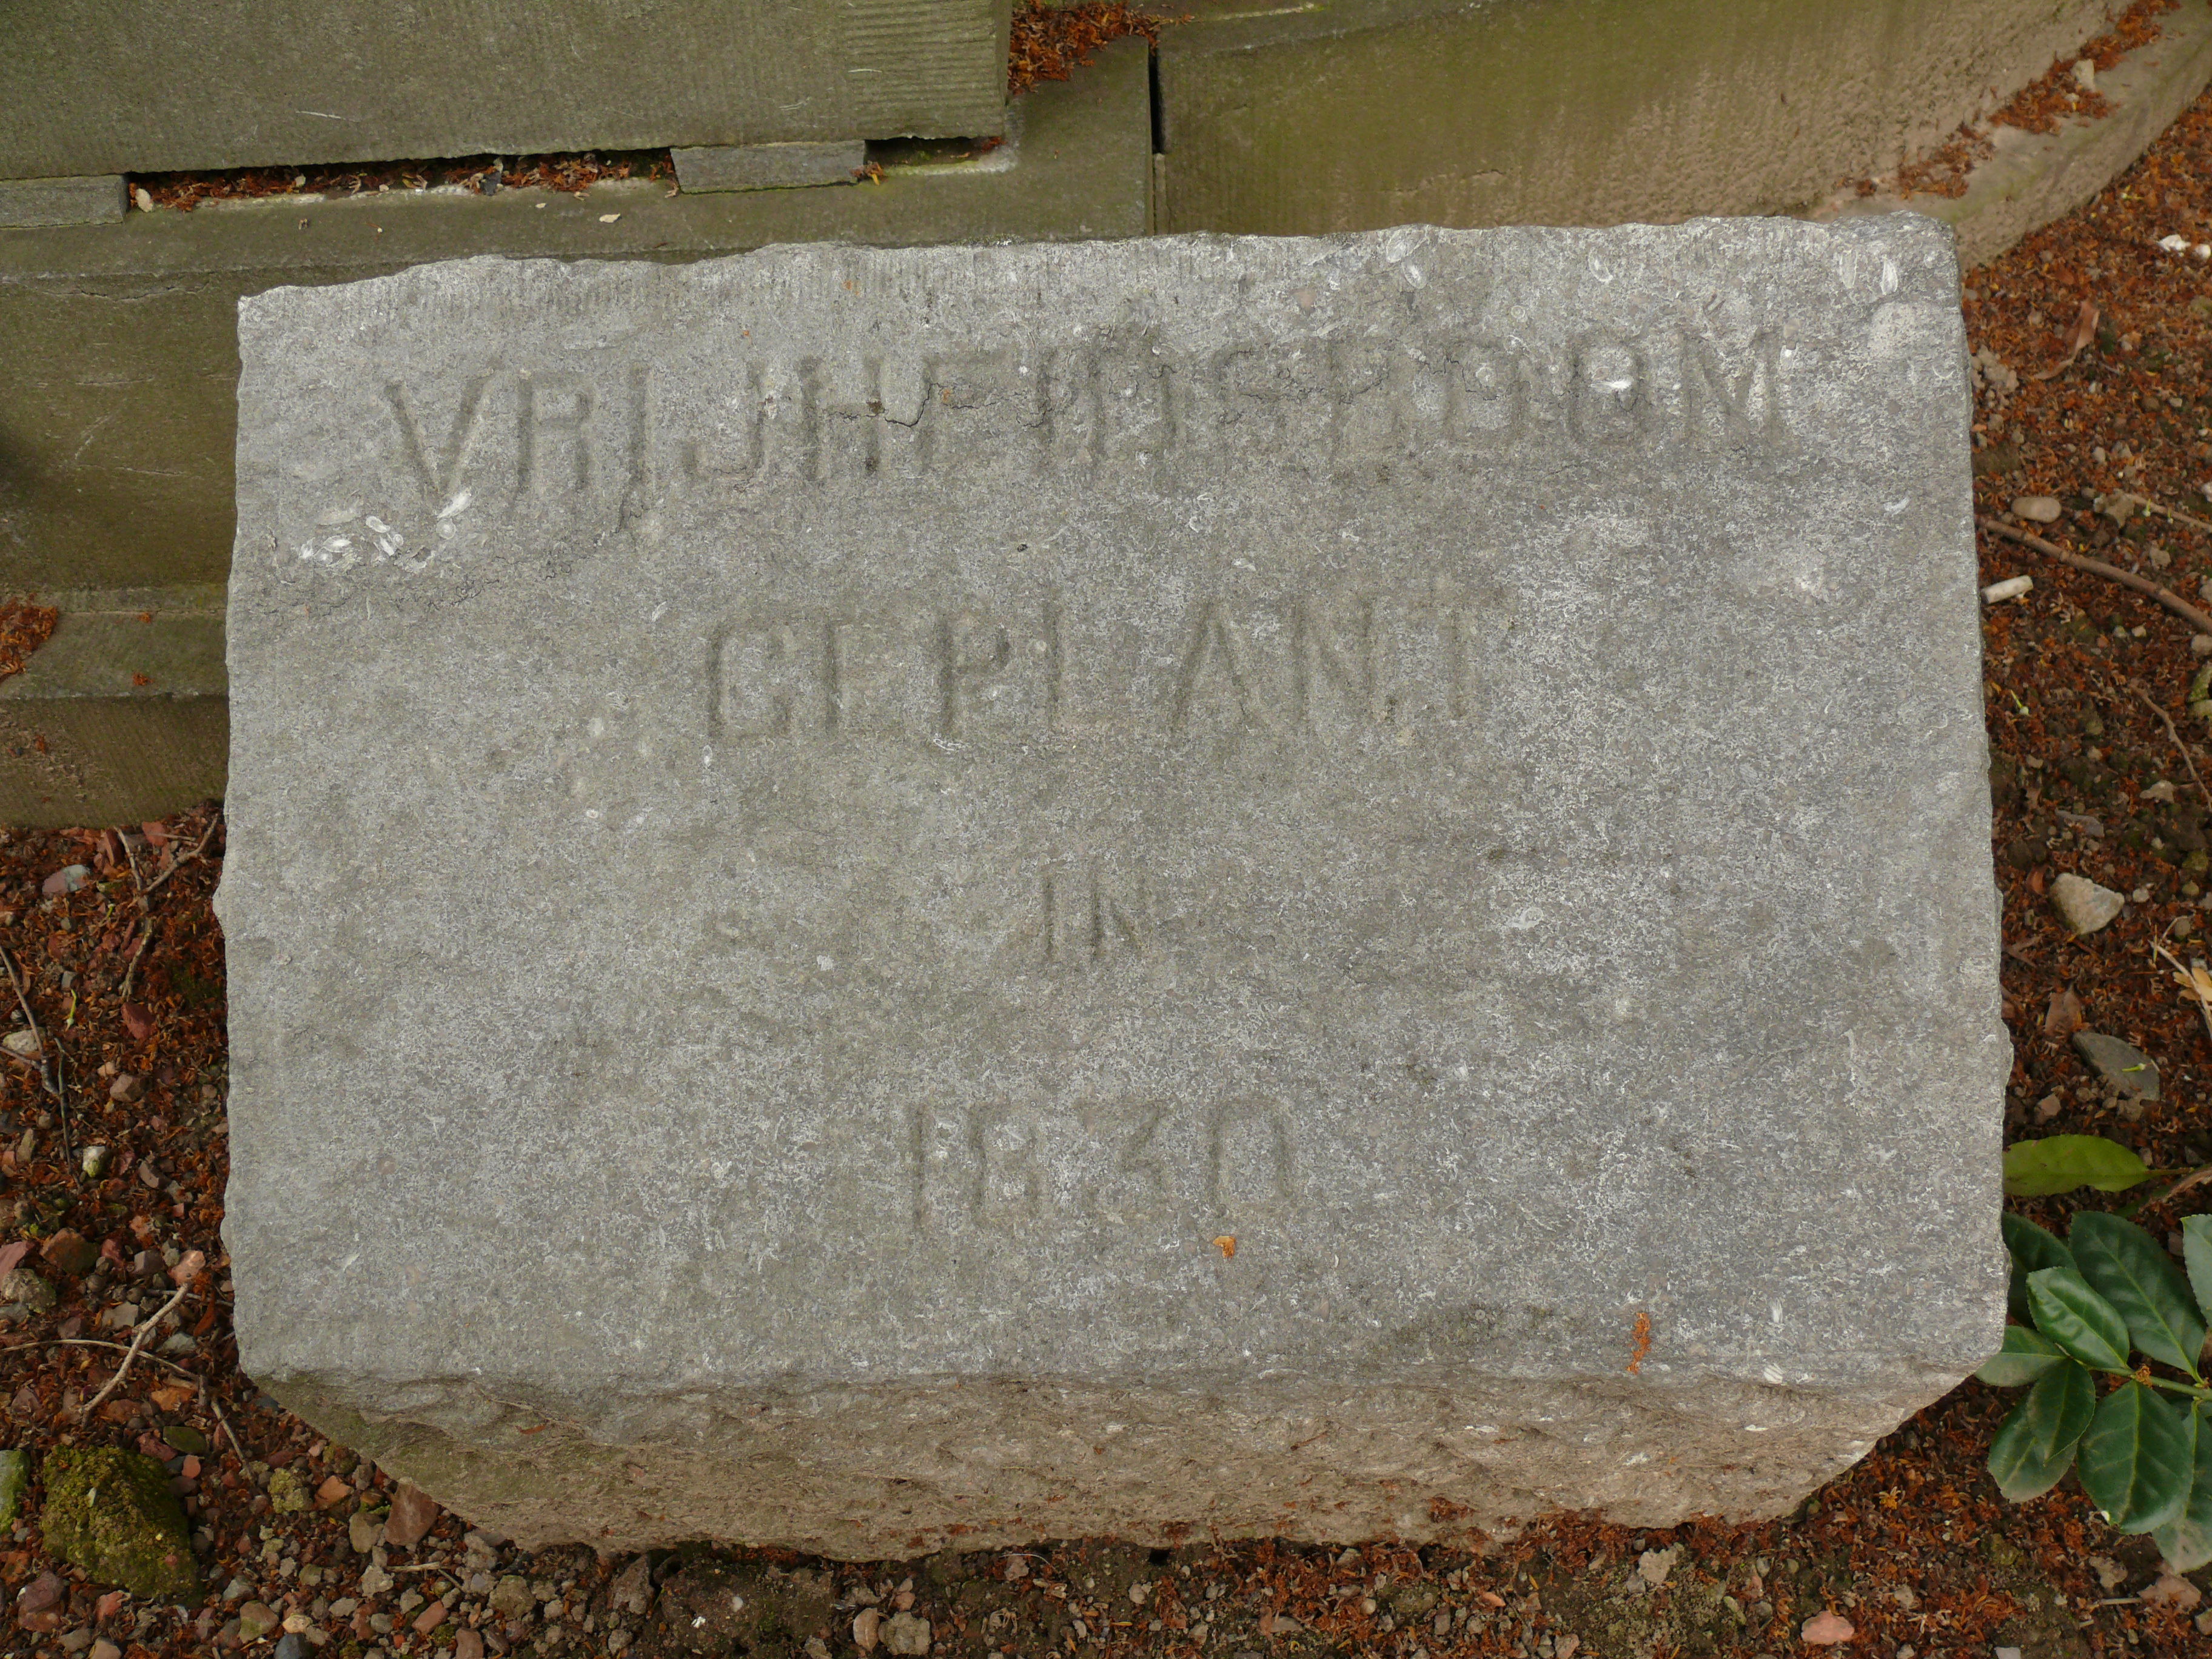 VRIJHEIDSBOOM
GEPLANT
IN
1830